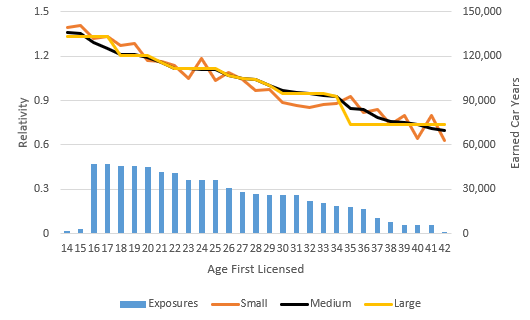 1.5
1.2
0.9
0.6
0.3
0
Relativity
150,000
120,000
90,000
60,000
30,000
0
Earned Car Years
14 15 16 17 18 19 20 21 22 23 24 25 26 27 28 29 30 31 32 33 34 35 36 37 38 39 40 41 42
Age First Licensed
Exposures Small Medium Large